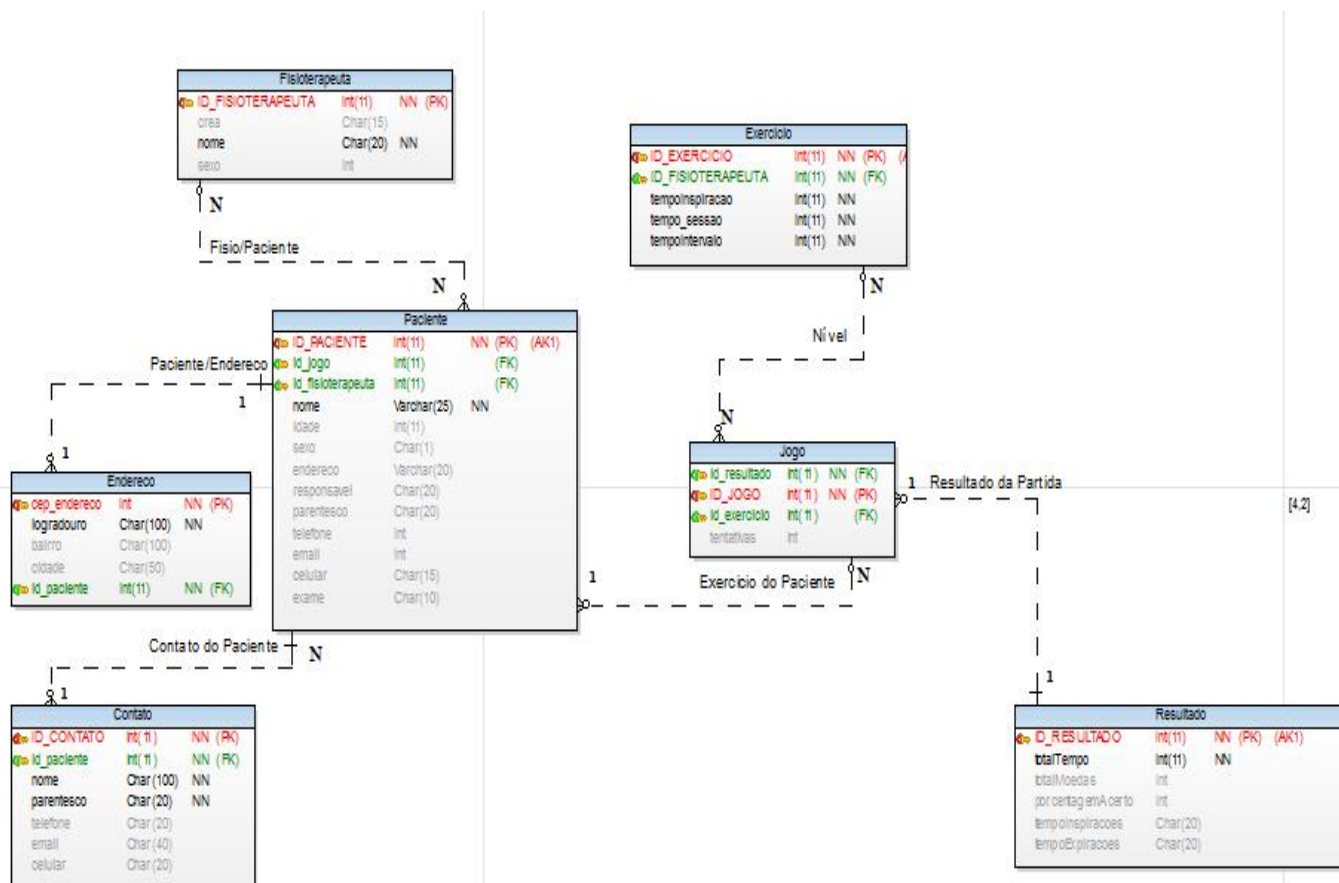 Fisioterapeuta
ID_FISIOTERAPEUTA Int(11) NN (PK)
crea Char(15)
nome Char(20) NN
sexo Int
N
Fisio/Paciente
N
Exercicio
ID_EXERCICIO Int(11) NN (PK)
ID_FISIOTERAPEUTA Int(11) NN (FK)
tempoInspiracao Int(11) NN
tempo_sessao Int(11) NN
tempoIntervalo Int(11) NN
N
Nível
N
Paciente
ID_PACIENTE Int(11) NN (PK) (AK1)
Id_jogo Int(11) (FK)
Id_fisioterapeuta Int(11) (FK)
nome Varchar(25) NN
idade Int(11)
sexo Char(1)
endereco Varchar(20)
responsavel Char(20)
parentesco Char(20)
telefone Int
email Int
celular Char(15)
exame Char(10)
Paciente/Endereco
1
1
Endereco
cep_endereco Int NN (PK)
logradouro Char(100) NN
bairro Char(100)
cidade Char(50)
Id_paciente Int(11) NN (FK)
Jogo
Id_resultado Int(11) NN (FK)
ID_JOGO Int(11) NN (PK)
Id_exercicio Int(11) (FK)
tentativas Int
1 Resultado da Partida
[4,2]
Exercicio do Paciente
N
1
Contato do Paciente
N
1
Contato
ID_CONTATO Int(11) NN (PK)
Id_paciente Int(11) NN (FK)
nome Char(100) NN
parentesco Char(20) NN
telefone Char(20)
email Char(40)
celular Char(20)
1
Resultado
ID_RESULTADO Int(11) NN (PK) (AK1)
totalTempo Int(11) NN
totalMoedas Int
porcentagemAcerto Int
tempoInspiracoes Char(20)
tempoExpiracoes Char(20)